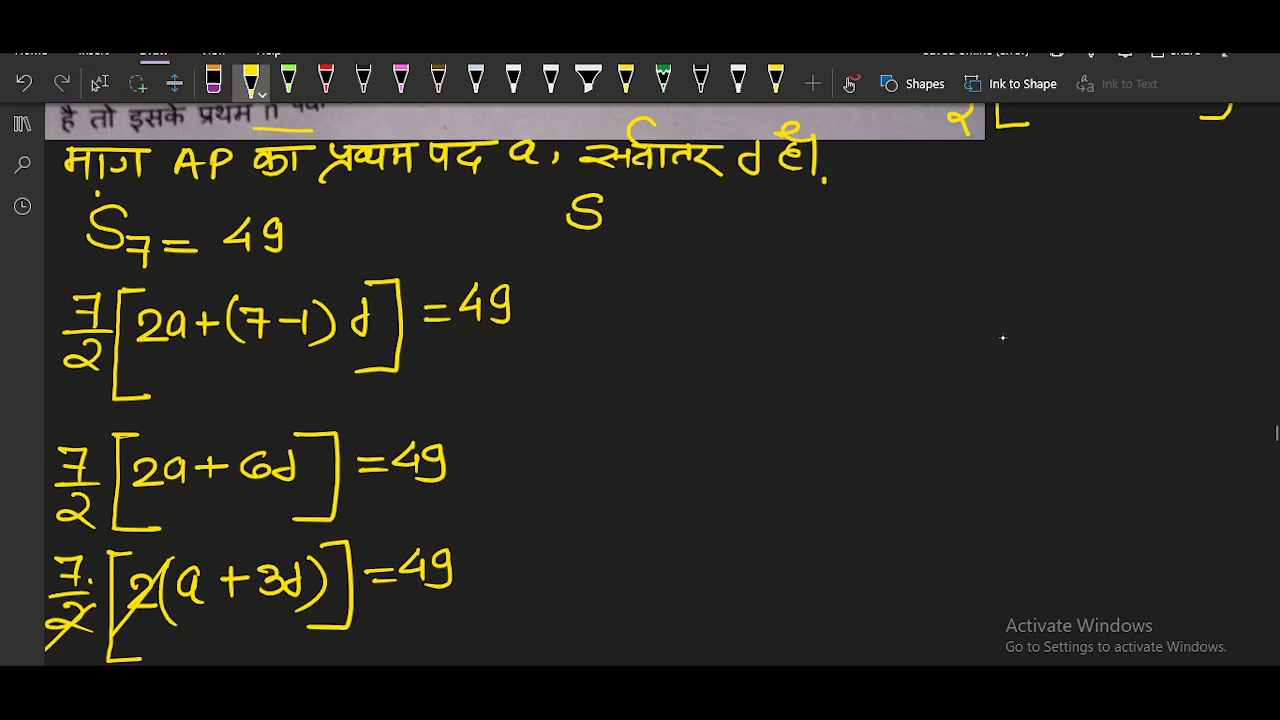 Shapes Ink to Shape Ink to Text
है तो इसके प्रथम n
माना AP का प्रथम पद a, सर्वांतर d है।
S₇ = 49
S
7/2 [2a+(7-1) d] = 49
7/2 [2a + 6d] = 49
7/2 [2(a + 3d)] = 49
Activate Windows
Go to Settings to activate Windows.